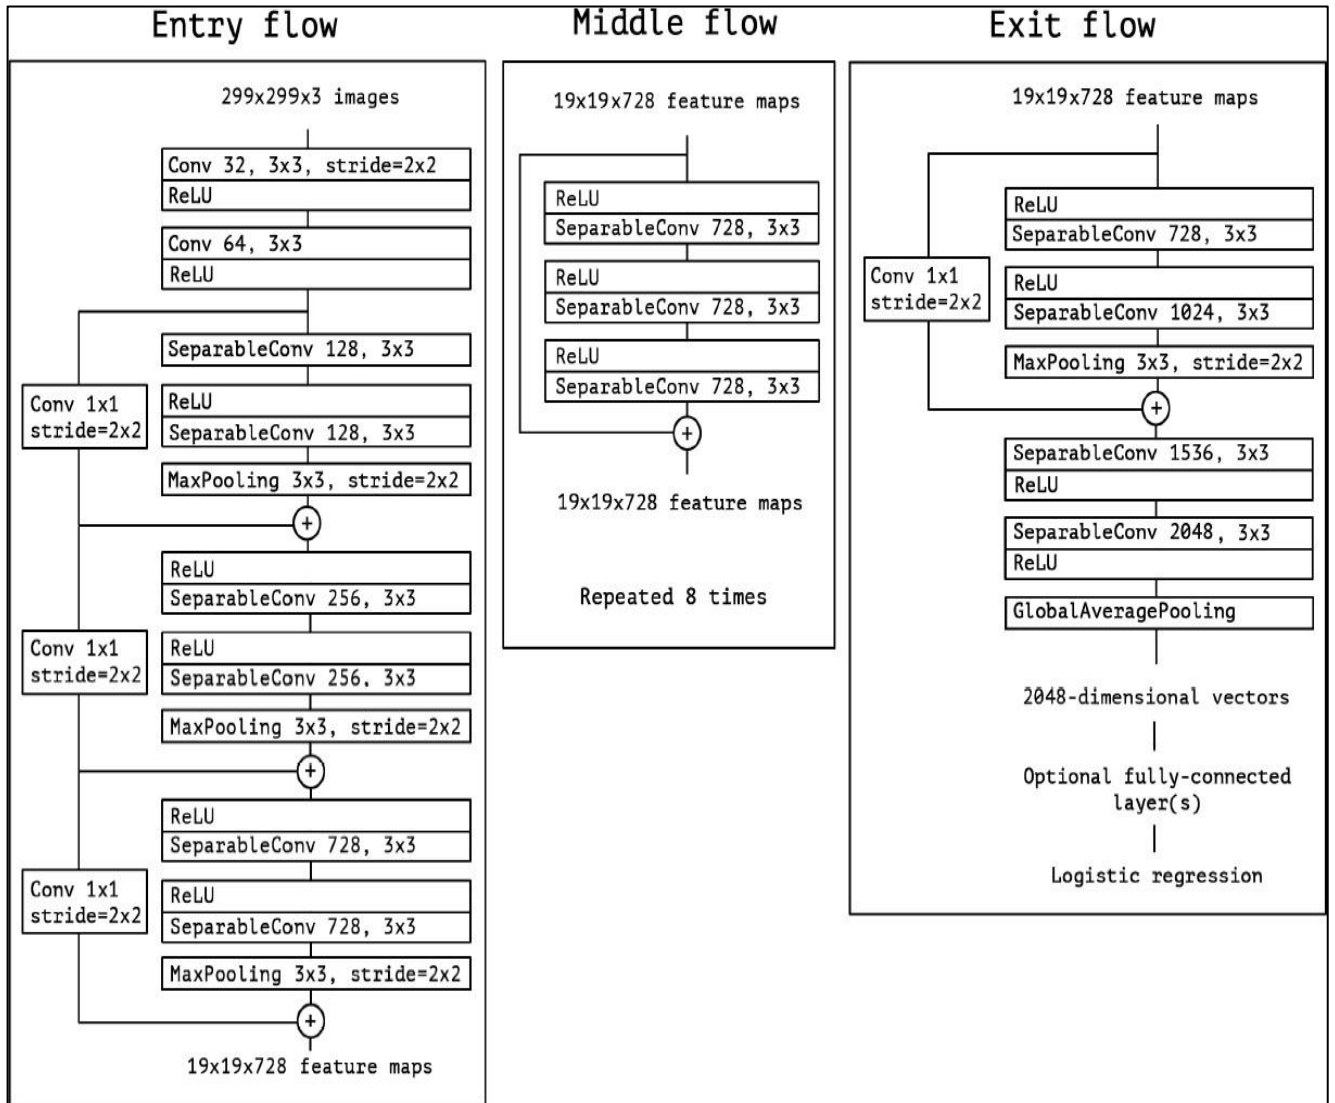 Entry flow
299x299x3 images
Conv 32, 3x3, stride=2x2
ReLU
Conv 64, 3x3
ReLU
SeparableConv 128, 3x3
Conv 1x1
stride=2x2
ReLU
SeparableConv 128, 3x3
MaxPooling 3x3, stride=2x2
+
ReLU
SeparableConv 256, 3x3
Conv 1x1
stride=2x2
ReLU
SeparableConv 256, 3x3
MaxPooling 3x3, stride=2x2
+
ReLU
SeparableConv 728, 3x3
Conv 1x1
stride=2x2
ReLU
SeparableConv 728, 3x3
MaxPooling 3x3, stride=2x2
+
19x19x728 feature maps
Middle flow
19x19x728 feature maps
ReLU
SeparableConv 728, 3x3
ReLU
SeparableConv 728, 3x3
ReLU
SeparableConv 728, 3x3
+
19x19x728 feature maps
Repeated 8 times
Exit flow
19x19x728 feature maps
ReLU
SeparableConv 728, 3x3
Conv 1x1
stride=2x2
ReLU
SeparableConv 1024, 3x3
MaxPooling 3x3, stride=2x2
+
SeparableConv 1536, 3x3
ReLU
SeparableConv 2048, 3x3
ReLU
GlobalAveragePooling
2048-dimensional vectors
Optional fully-connected
layer(s)
Logistic regression